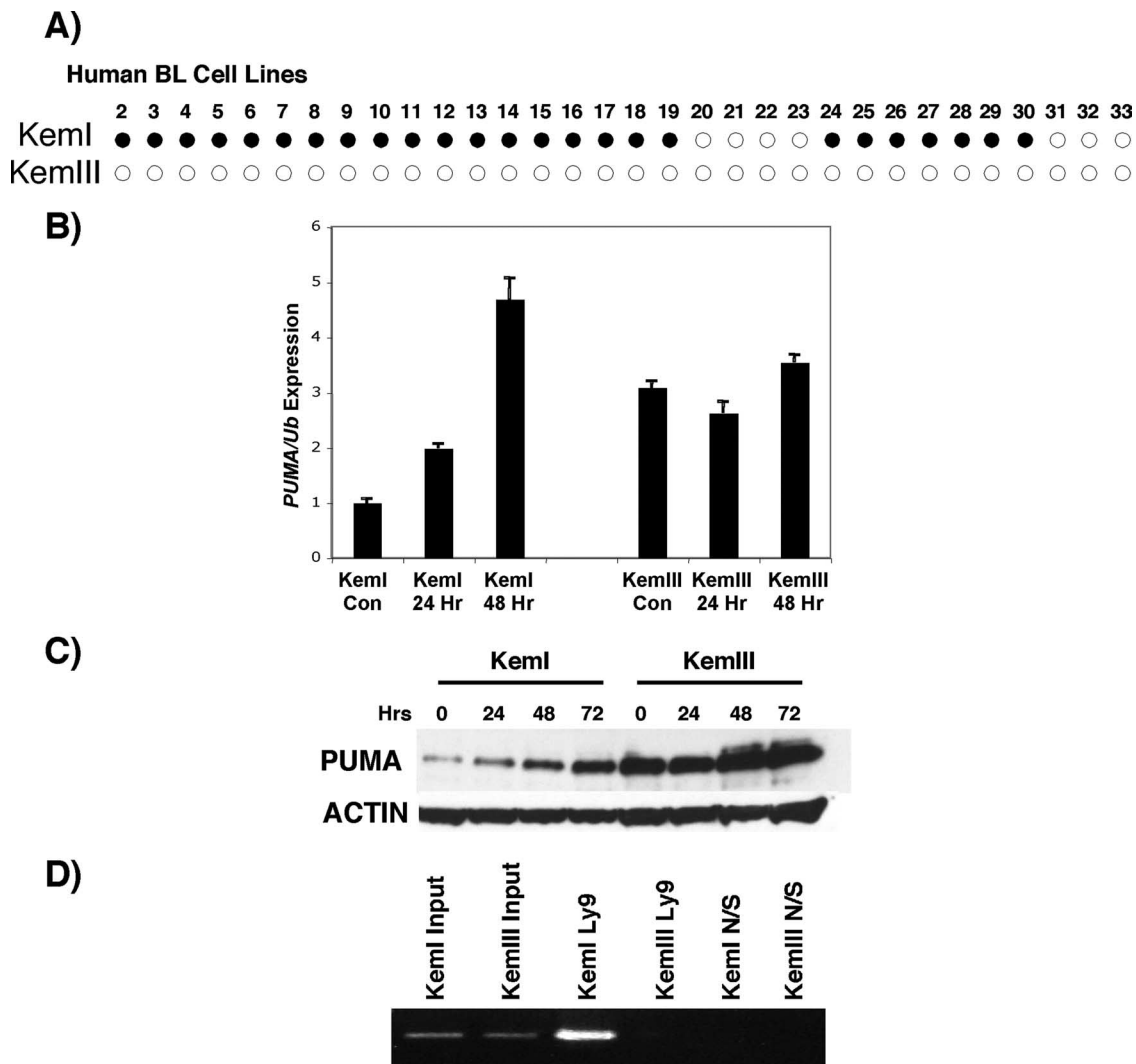 A)
Human BL Cell Lines
2 3 4 5 6 7 8 9 10 11 12 13 14 15 16 17 18 19 20 21 22 23 24 25 26 27 28 29 30 31 32 33
KemI
KemIII
B)
6
5
4
3
2
1
0
PUMA/Ub Expression
KemI KemI KemI KemIII KemIII KemIII
Con 24 Hr 48 Hr Con 24 Hr 48 Hr
C)
KemI KemIII
Hrs 0 24 48 72 0 24 48 72
PUMA
ACTIN
D)
KemI Input
KemIII Input
KemI Ly9
KemIII Ly9
KemI N/S
KemIII N/S